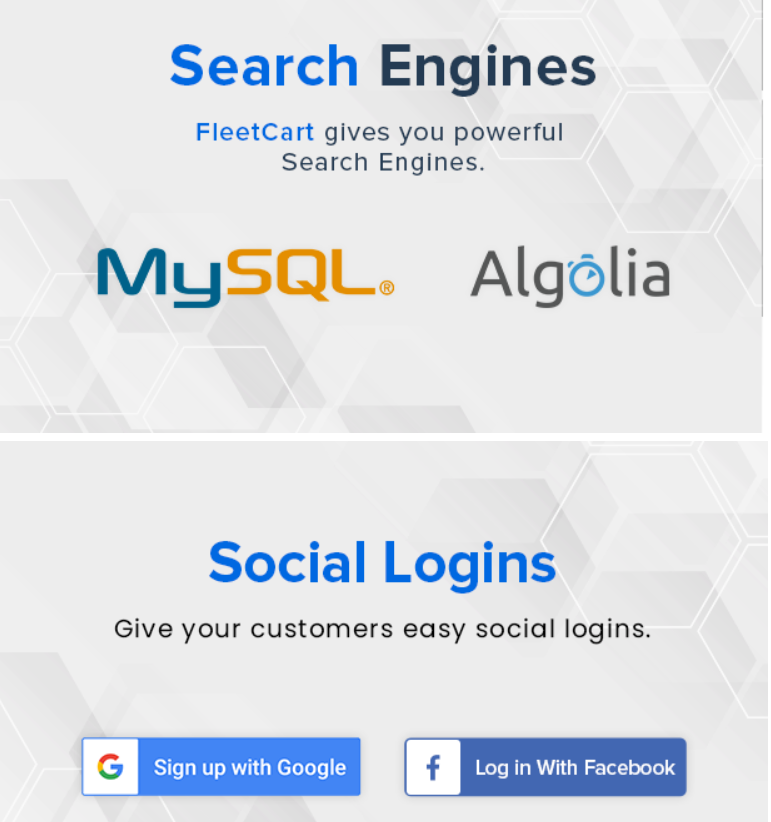 Search Engines
FleetCart gives you powerful
Search Engines.
MySQL® Algolia
Social Logins
Give your customers easy social logins.
Sign up with Google
Log in With Facebook